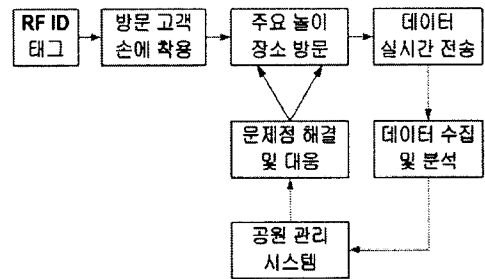 RF ID
태그
방문 고객
손에 착용
주요 놀이
장소 방문
데이터
실시간 전송
문제점 해결
및 대응
데이터 수집
및 분석
공원 관리
시스템